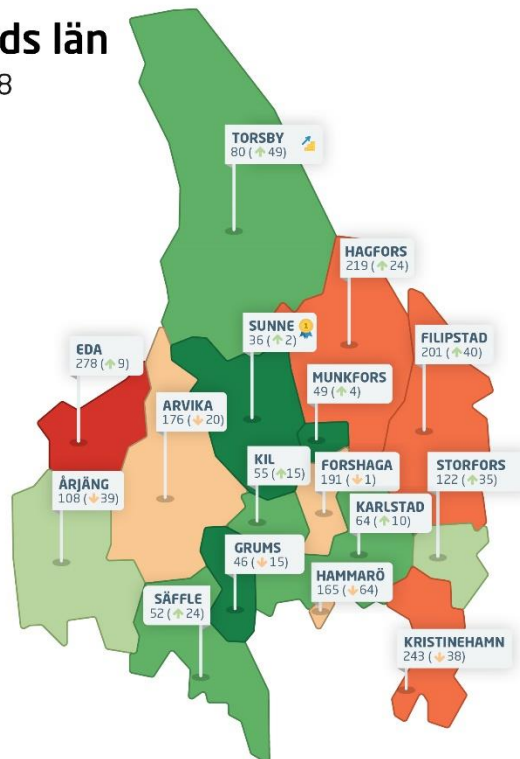 ds län
8
TORSBY
80 (↑ 49)
HAGFORS
219 (↑ 24)
SUNNE 1
36 (↑ 2)
FILIPSTAD
201 (↑ 40)
EDA
278 (↑ 9)
MUNKFORS
49 (↑ 4)
ARVIKA
176 (↓ 20)
KIL
55 (↑ 15)
FORSHAGA
191 (↓ 1)
STORFORS
122 (↑ 35)
ÅRJÄNG
108 (↓ 39)
KARLSTAD
64 (↑ 10)
GRUMS
46 (↓ 15)
HAMMARÖ
165 (↓ 64)
SÄFFLE
52 (↑ 24)
KRISTINEHAMN
243 (↓ 38)